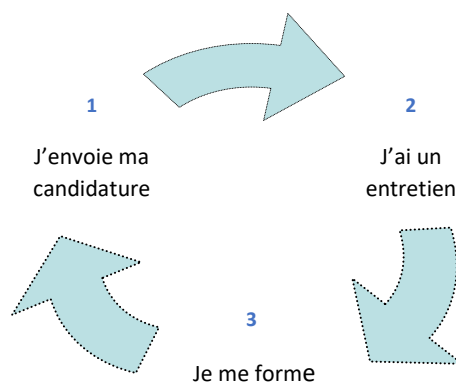 1
J’envoie ma
candidature
2
J’ai un
entretien
3
Je me forme